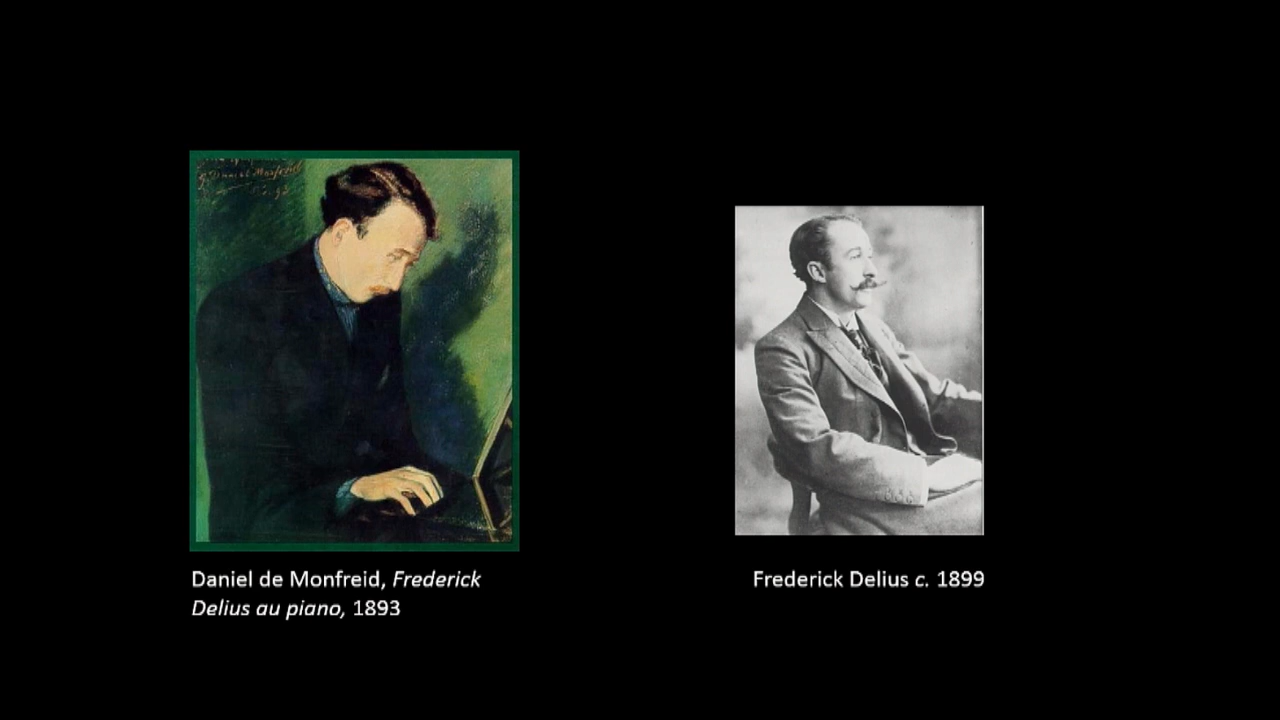 Daniel de Monfreid, Frederick
Delius au piano, 1893
Frederick Delius c. 1899